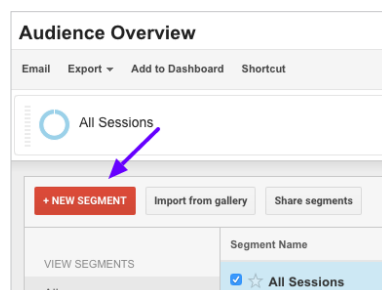 Audience Overview
Email Export Add to Dashboard Shortcut
All Sessions
+ NEW SEGMENT Import from gallery Share segments
Segment Name
VIEW SEGMENTS
All Sessions